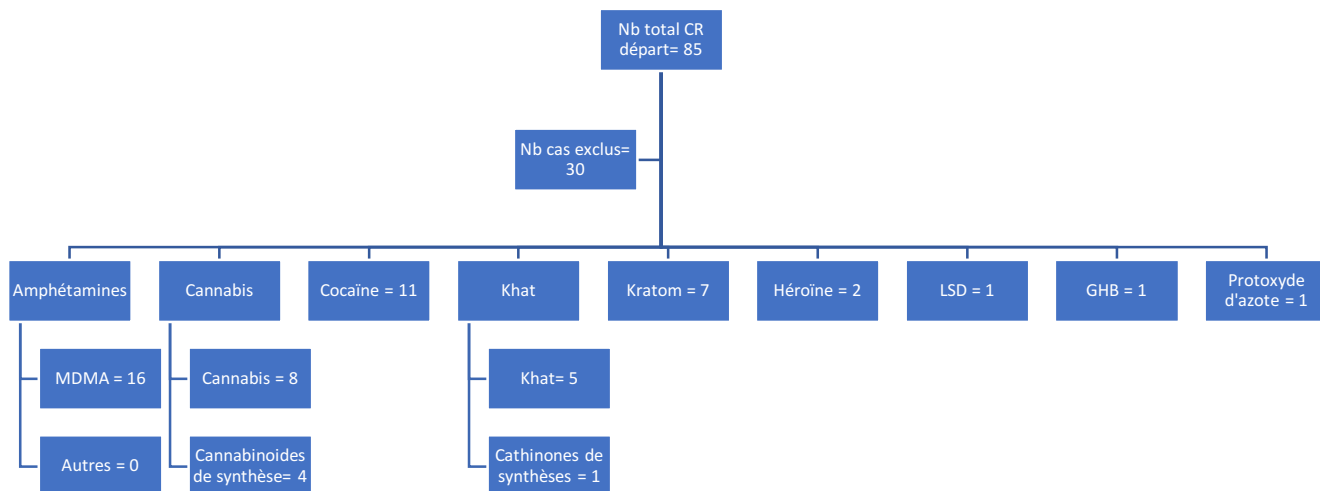 Nb total CR
départ= 85
Nb cas exclus=
30
Amphétamines
Cannabis
Cocaïne = 11
Khat
Kratom = 7
Héroïne = 2
LSD = 1
GHB = 1
Protoxyde
d'azote = 1
MDMA = 16
Cannabis = 8
Khat= 5
Autres = 0
Cannabinoides
de synthèse= 4
Cathinones de
synthèses = 1